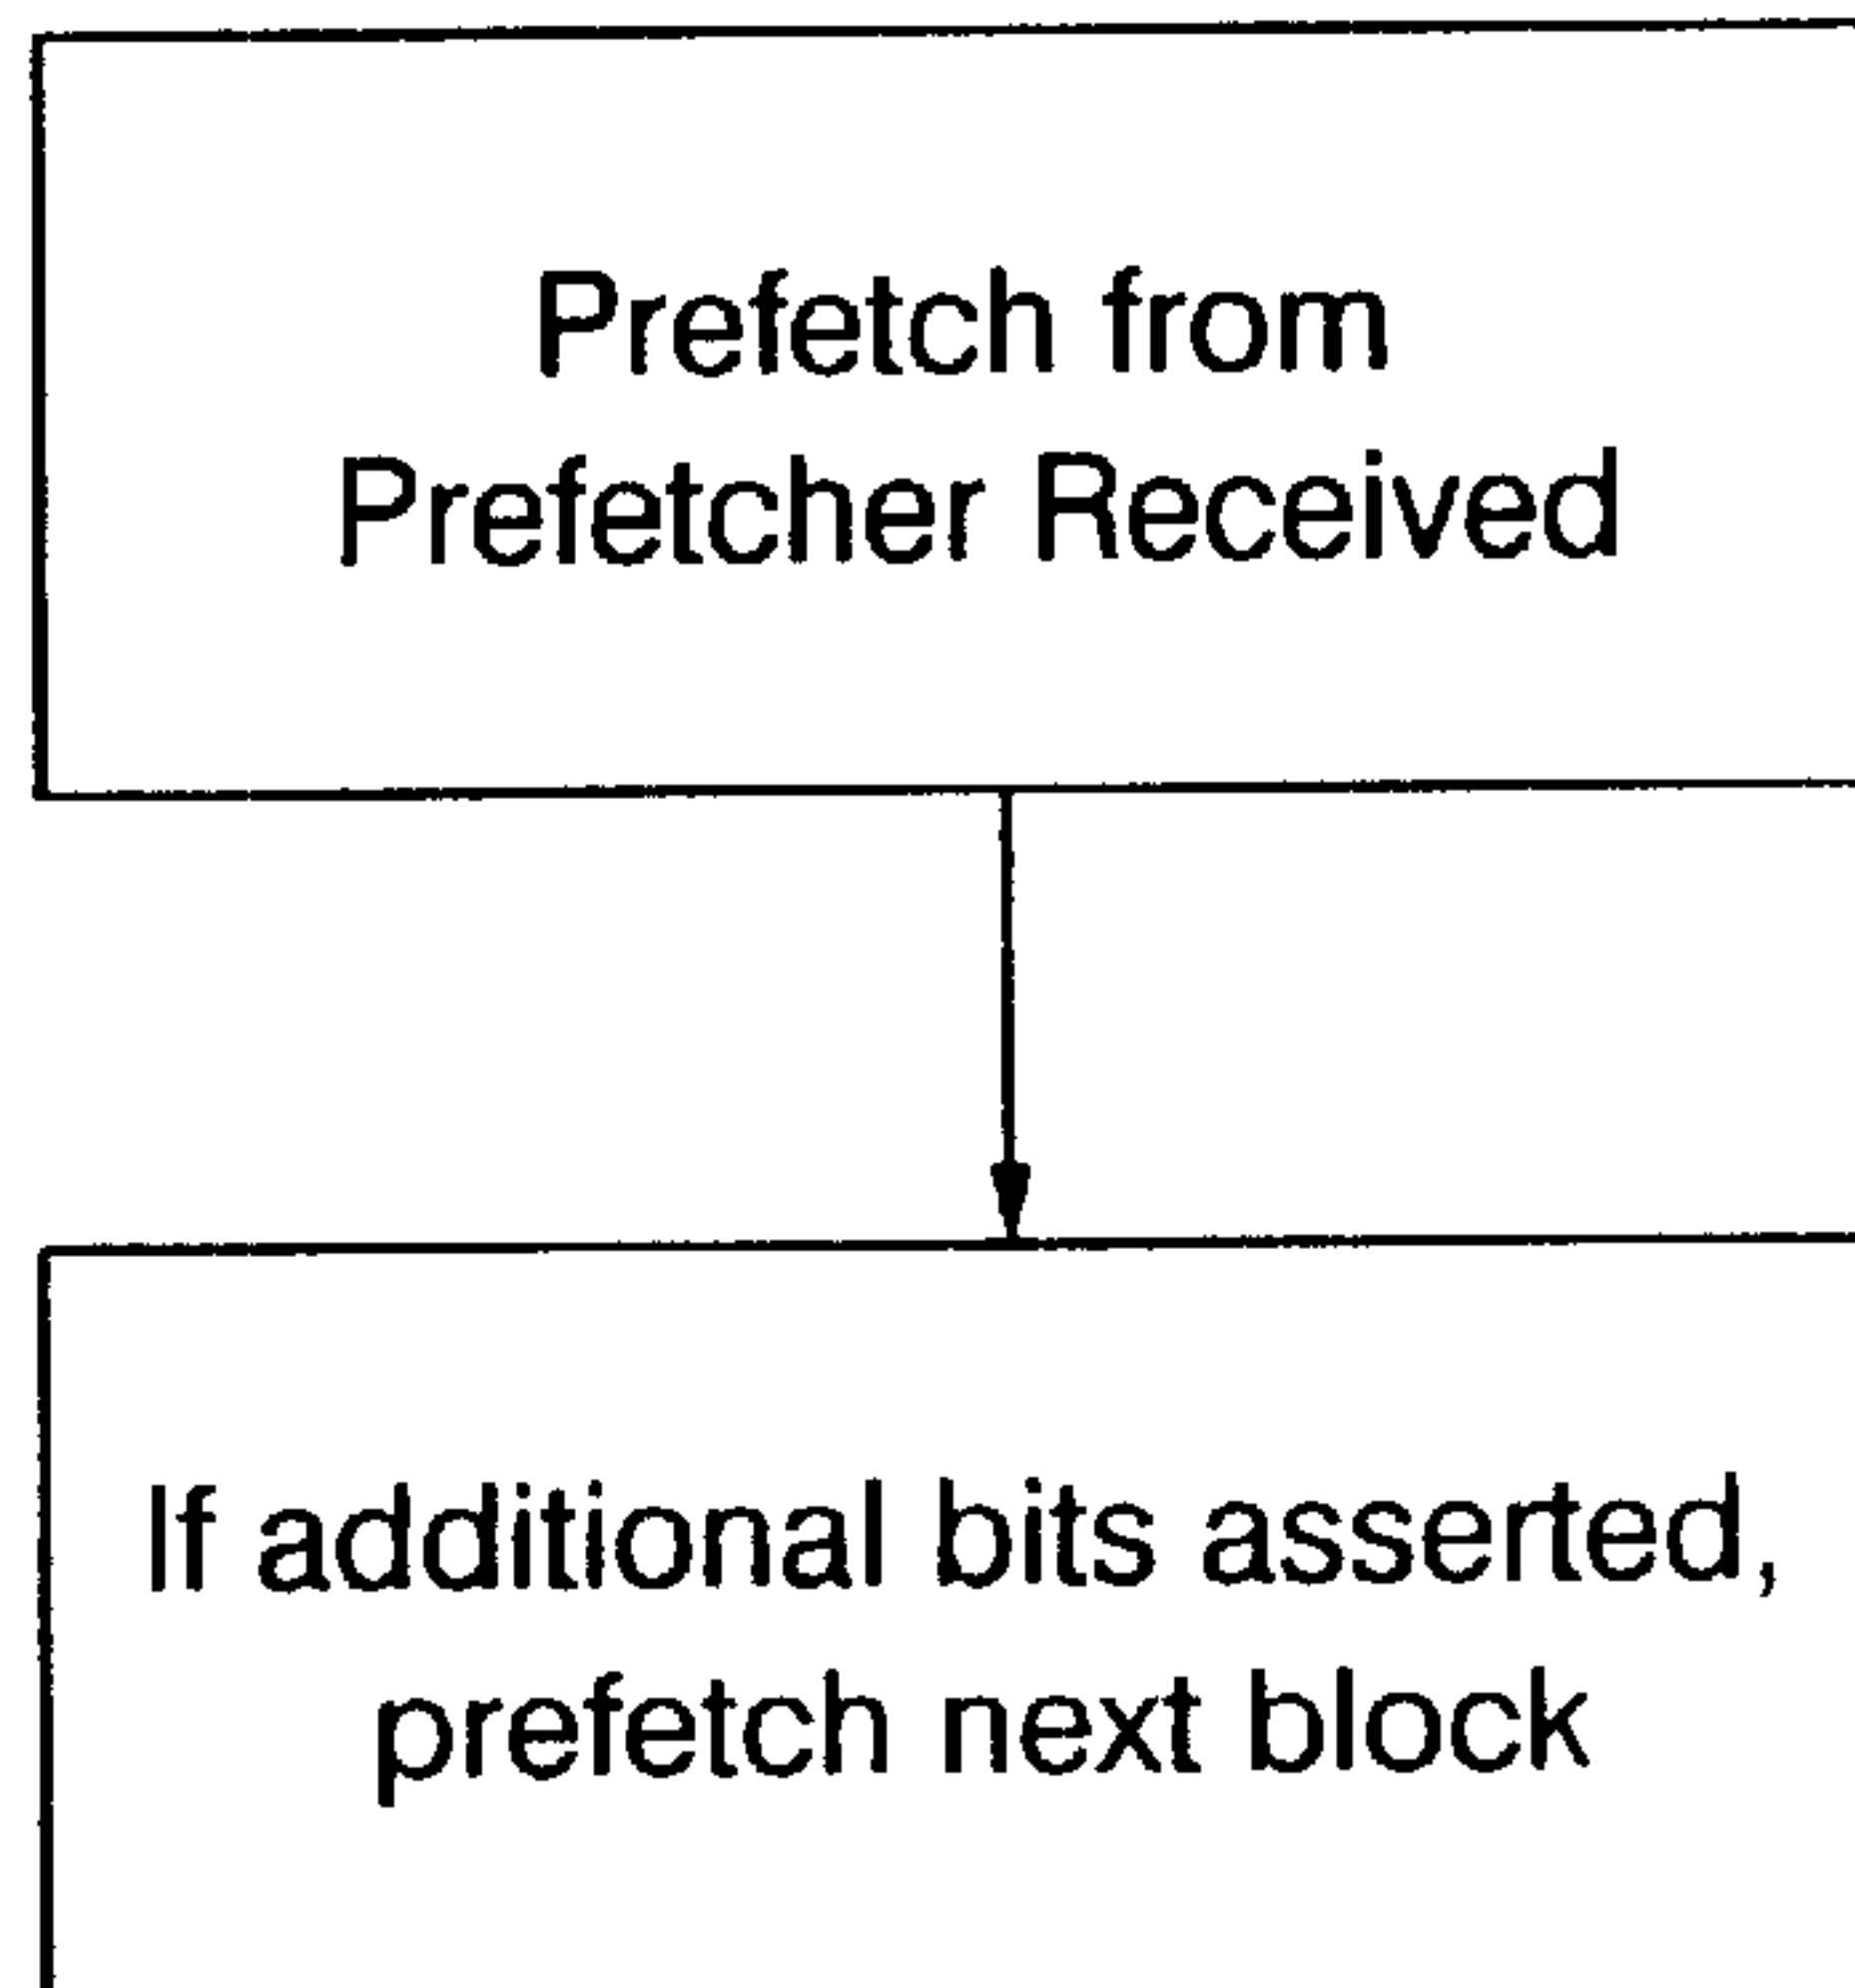 Prefetch from
Prefetcher Received
If additional bits asserted,
prefetch next block